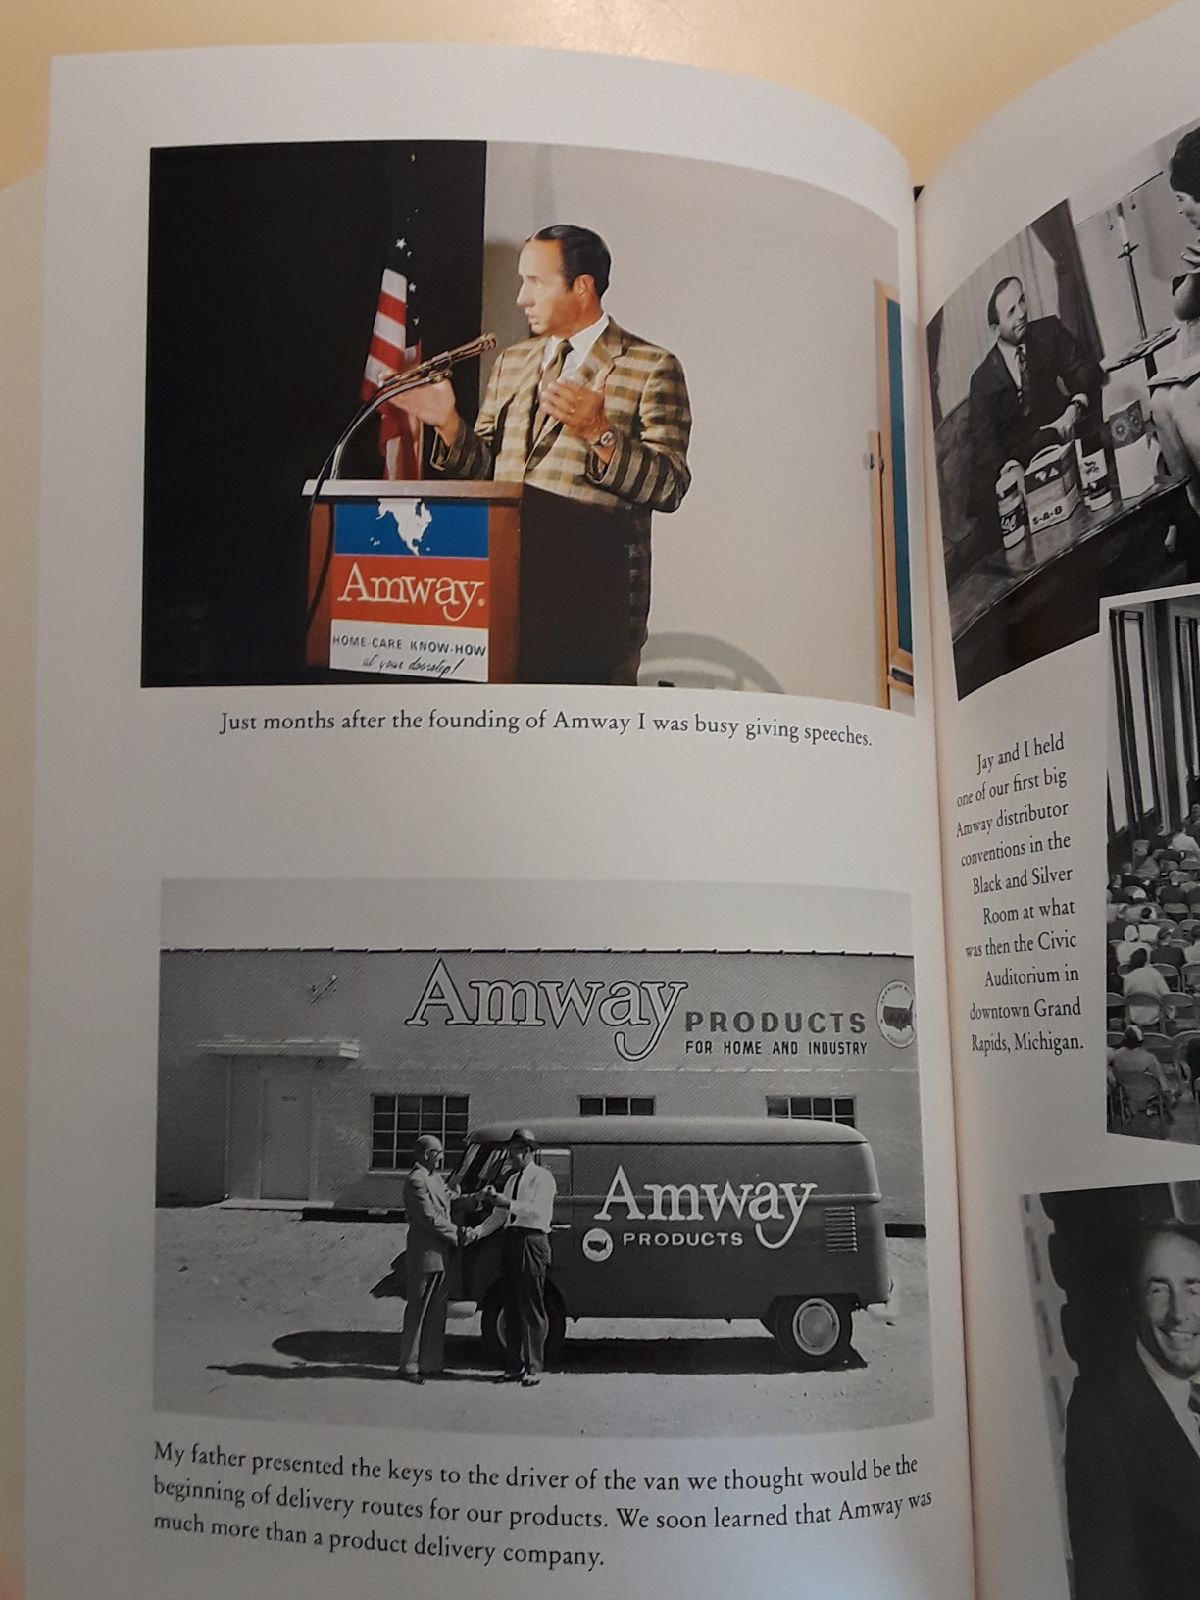 Amway.
HOME-CARE KNOW-HOW
at your doorstep!
Just months after the founding of Amway I was busy giving speeches.
Amway
PRODUCTS
FOR HOME AND INDUSTRY
Amway
PRODUCTS
My father presented the keys to the driver of the van we thought would be the
beginning of delivery routes for our products. We soon learned that Amway was
much more than a product delivery company.
S-A-8
Jay and I held
one of our first big
Amway distributor
conventions in the
Black and Silver
Room at what
was then the Civic
Auditorium in
downtown Grand
Rapids, Michigan.